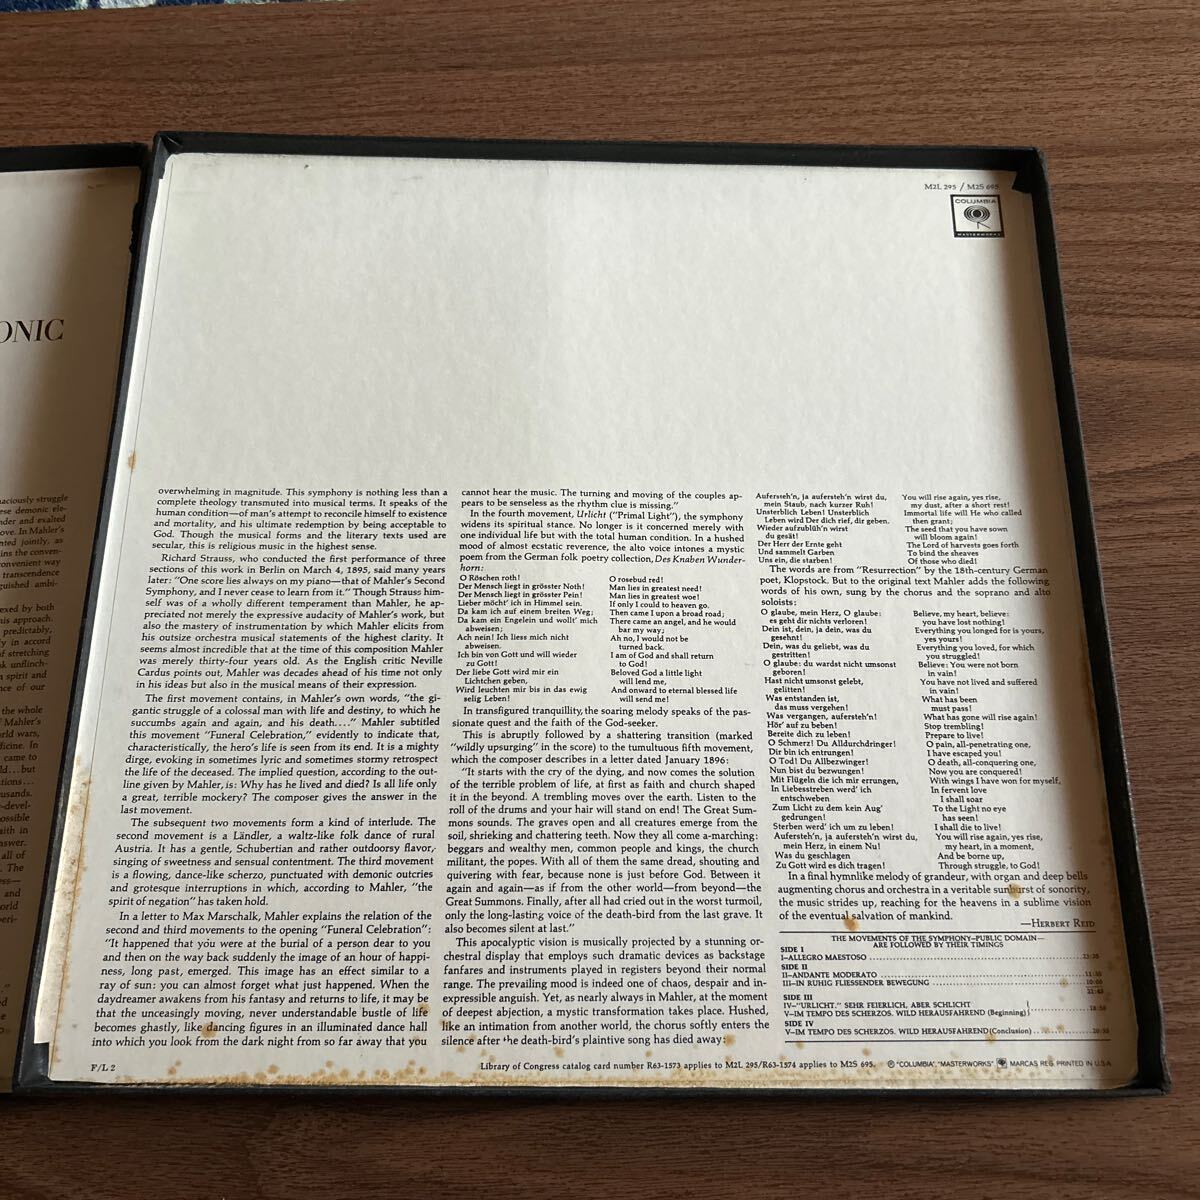 ONIC
naciously struggle
ese demonic ele-
nder and exalted
ove. In Mahler's
nted jointly, as
ins the conven-
onvenient way
transcendence
guished ambi-
exed by both
is approach.
predictably,
y in accord
f stretching
k unflinch-
spirit and
nce of our
the whole
Mahler's
rld wars,
ficine. In
came to
ld...but
tions...
usands.
e-devel-
ossible
aith in
nswer.
all of
. The
ess—
and
orld
peri-
M2L 295 / M2S 695
COLUMBIA
MASTERWORKS
overwhelming in magnitude. This symphony is nothing less than a
complete theology transmuted into musical terms. It speaks of the
human condition—of man's attempt to reconcile himself to existence
and mortality, and his ultimate redemption by being acceptable to
God. Though the musical forms and the literary texts used are
secular, this is religious music in the highest sense.
Richard Strauss, who conducted the first performance of three
sections of this work in Berlin on March 4, 1895, said many years
later: "One score lies always on my piano—that of Mahler's Second
Symphony, and I never cease to learn from it." Though Strauss him-
self was of a wholly different temperament than Mahler, he ap-
preciated not merely the expressive audacity of Mahler's work, but
also the mastery of instrumentation by which Mahler elicits from
his outsize orchestra musical statements of the highest clarity. It
seems almost incredible that at the time of this composition Mahler
was merely thirty-four years old. As the English critic Neville
Cardus points out, Mahler was decades ahead of his time not only
in his ideas but also in the musical means of their expression.
The first movement contains, in Mahler's own words, "the gi-
gantic struggle of a colossal man with life and destiny, to which he
succumbs again and again, and his death...." Mahler subtitled
this movement "Funeral Celebration," evidently to indicate that,
characteristically, the hero's life is seen from its end. It is a mighty
dirge, evoking in sometimes lyric and sometimes stormy retrospect
the life of the deceased. The implied question, according to the out-
line given by Mahler, is: Why has he lived and died? Is all life only
a great, terrible mockery? The composer gives the answer in the
last movement.
The subsequent two movements form a kind of interlude. The
second movement is a Ländler, a waltz-like folk dance of rural
Austria. It has a gentle, Schubertian and rather outdoorsy flavor,
singing of sweetness and sensual contentment. The third movement
is a flowing, dance-like scherzo, punctuated with demonic outcries
and grotesque interruptions in which, according to Mahler, "the
spirit of negation" has taken hold.
In a letter to Max Marschalk, Mahler explains the relation of the
second and third movements to the opening "Funeral Celebration":
"It happened that you were at the burial of a person dear to you
and then on the way back suddenly the image of an hour of happi-
ness, long past, emerged. This image has an effect similar to a
ray of sun: you can almost forget what just happened. When the
daydreamer awakens from his fantasy and returns to life, it may be
that the unceasingly moving, never understandable bustle of life
becomes ghastly, like dancing figures in an illuminated dance hall
into which you look from the dark night from so far away that you
cannot hear the music. The turning and moving of the couples ap-
pears to be senseless as the rhythm clue is missing."
In the fourth movement, Urlicht ("Primal Light"), the symphony
widens its spiritual stance. No longer is it concerned merely with
one individual life but with the total human condition. In a hushed
mood of almost ecstatic reverence, the alto voice intones a mystic
poem from the German folk poetry collection, Des Knaben Wunder-
horn:
O Röschen roth!
Der Mensch liegt in grösster Noth!
Der Mensch liegt in grösster Pein!
Lieber möcht' ich in Himmel sein.
Da kam ich auf einem breiten Weg;
Da kam ein Engelein und wollt' mich
abweisen;
Ach nein! Ich liess mich nicht
abweisen.
Ich bin von Gott und will wieder
zu Gott!
Der liebe Gott wird mir ein
Lichtchen geben,
Wird leuchten mir bis in das ewig
selig Leben!
O rosebud red!
Man lies in greatest need!
Man lies in greatest woe!
If only I could to heaven go.
Then came I upon a broad road;
There came an angel, and he would
bar my way;
Ah no, I would not be
turned back.
I am of God and shall return
to God!
Beloved God a little light
will lend me,
And onward to eternal blessed life
will send me!
In transfigured tranquillity, the soaring melody speaks of the pas-
sionate quest and the faith of the God-seeker.
This is abruptly followed by a shattering transition (marked
"wildly upsurging" in the score) to the tumultuous fifth movement,
which the composer describes in a letter dated January 1896:
"It starts with the cry of the dying, and now comes the solution
of the terrible problem of life, at first as faith and church shaped
it in the beyond. A trembling moves over the earth. Listen to the
roll of the drums and your hair will stand on end! The Great Sum-
mons sounds. The graves open and all creatures emerge from the
soil, shrieking and chattering teeth. Now they all come a-marching:
beggars and wealthy men, common people and kings, the church
militant, the popes. With all of them the same dread, shouting and
quivering with fear, because none is just before God. Between it
again and again—as if from the other world—from beyond—the
Great Summons. Finally, after all had cried out in the worst turmoil,
only the long-lasting voice of the death-bird from the last grave. It
also becomes silent at last."
This apocalyptic vision is musically projected by a stunning or-
chestral display that employs such dramatic devices as backstage
fanfares and instruments played in registers beyond their normal
range. The prevailing mood is indeed one of chaos, despair and in-
expressible anguish. Yet, as nearly always in Mahler, at the moment
of deepest abjection, a mystic transformation takes place. Hushed,
like an intimation from another world, the chorus softly enters the
silence after the death-bird's plaintive song has died away:
Aufersteh'n, ja aufersteh'n wirst du,
mein Staub, nach kurzer Ruh!
Unsterblich Leben! Unsterblich
Leben wird Der dich rief, dir geben.
Wieder aufzublüh'n wirst
du gesät!
Der Herr der Ernte geht
Und sammelt Garben
Uns ein, die starben!
You will rise again, yes rise,
my dust, after a short rest!
Immortal life will He who called
then grant;
The seed that you have sown
will bloom again!
The Lord of harvests goes forth
To bind the sheaves
Of those who died!
The words are from "Resurrection" by the 18th-century German
poet, Klopstock. But to the original text Mahler adds the following
words of his own, sung by the chorus and the soprano and alto
soloists:
O glaube, mein Herz, O glaube:
es geht dir nichts verloren!
Dein ist, dein, ja dein, was du
gesehnt!
Dein, was du geliebt, was du
gestritten!
O glaube: du wardst nicht umsonst
geboren!
Hast nicht umsonst gelebt,
gelitten!
Was entstanden ist,
das muss vergehen!
Was vergangen, aufersteh'n!
Hör' auf zu beben!
Bereite dich zu leben!
O Schmerz! Du Alldurchdringer!
Dir bin ich entrungen!
O Tod! Du Allbezwinger!
Nun bist du bezwungen!
Mit Flügeln die ich mir errungen,
In Liebesstreben werd' ich
entschweben
Zum Licht zu dem kein Aug'
gedrungen!
Sterben werd' ich um zu leben!
Aufersteh'n, ja aufersteh'n wirst du,
mein Herz, in einem Nu!
Was du geschlagen
Zu Gott wird es dich tragen!
Believe, my heart, believe:
you have lost nothing!
Everything you longed for is yours,
yes yours!
Everything you loved, for which
you struggled!
Believe: You were not born
in vain!
You have not lived and suffered
in vain!
What has been
must pass!
What has gone will rise again!
Stop trembling!
Prepare to live!
O pain, all-penetrating one,
I have escaped you!
O death, all-conquering one,
Now you are conquered!
With wings I have won for myself,
In fervent love
I shall soar
To the Light no eye
has seen!
I shall die to live!
You will rise again, yes rise,
my heart, in a moment,
And be borne up,
Through struggle, to God!
In a final hymnlike melody of grandeur, with organ and deep bells
augmenting chorus and orchestra in a veritable sunburst of sonority,
the music strides up, reaching for the heavens in a sublime vision
of the eventual salvation of mankind.
—HERBERT REID
THE MOVEMENTS OF THE SYMPHONY—PUBLIC DOMAIN—
ARE FOLLOWED BY THEIR TIMINGS
SIDE I
I—ALLEGRO MAESTOSO
SIDE II
II—ANDANTE MODERATO
III—IN RUHIG FLIESSENDER BEWEGUNG
SIDE III
IV—"URLICHT." SEHR FEIERLICH, ABER SCHLICHT
V—IM TEMPO DES SCHERZOS. WILD HERAUSFAHREND (Beginning)
SIDE IV
V—IM TEMPO DES SCHERZOS. WILD HERAUSFAHREND (Conclusion)
F/L 2
Library of Congress catalog card number R63-1573 applies to M2L 295/R63-1574 applies to M2S 695. ℗ "COLUMBIA", "MASTERWORKS", MARCAS REG. PRINTED IN U.S.A.